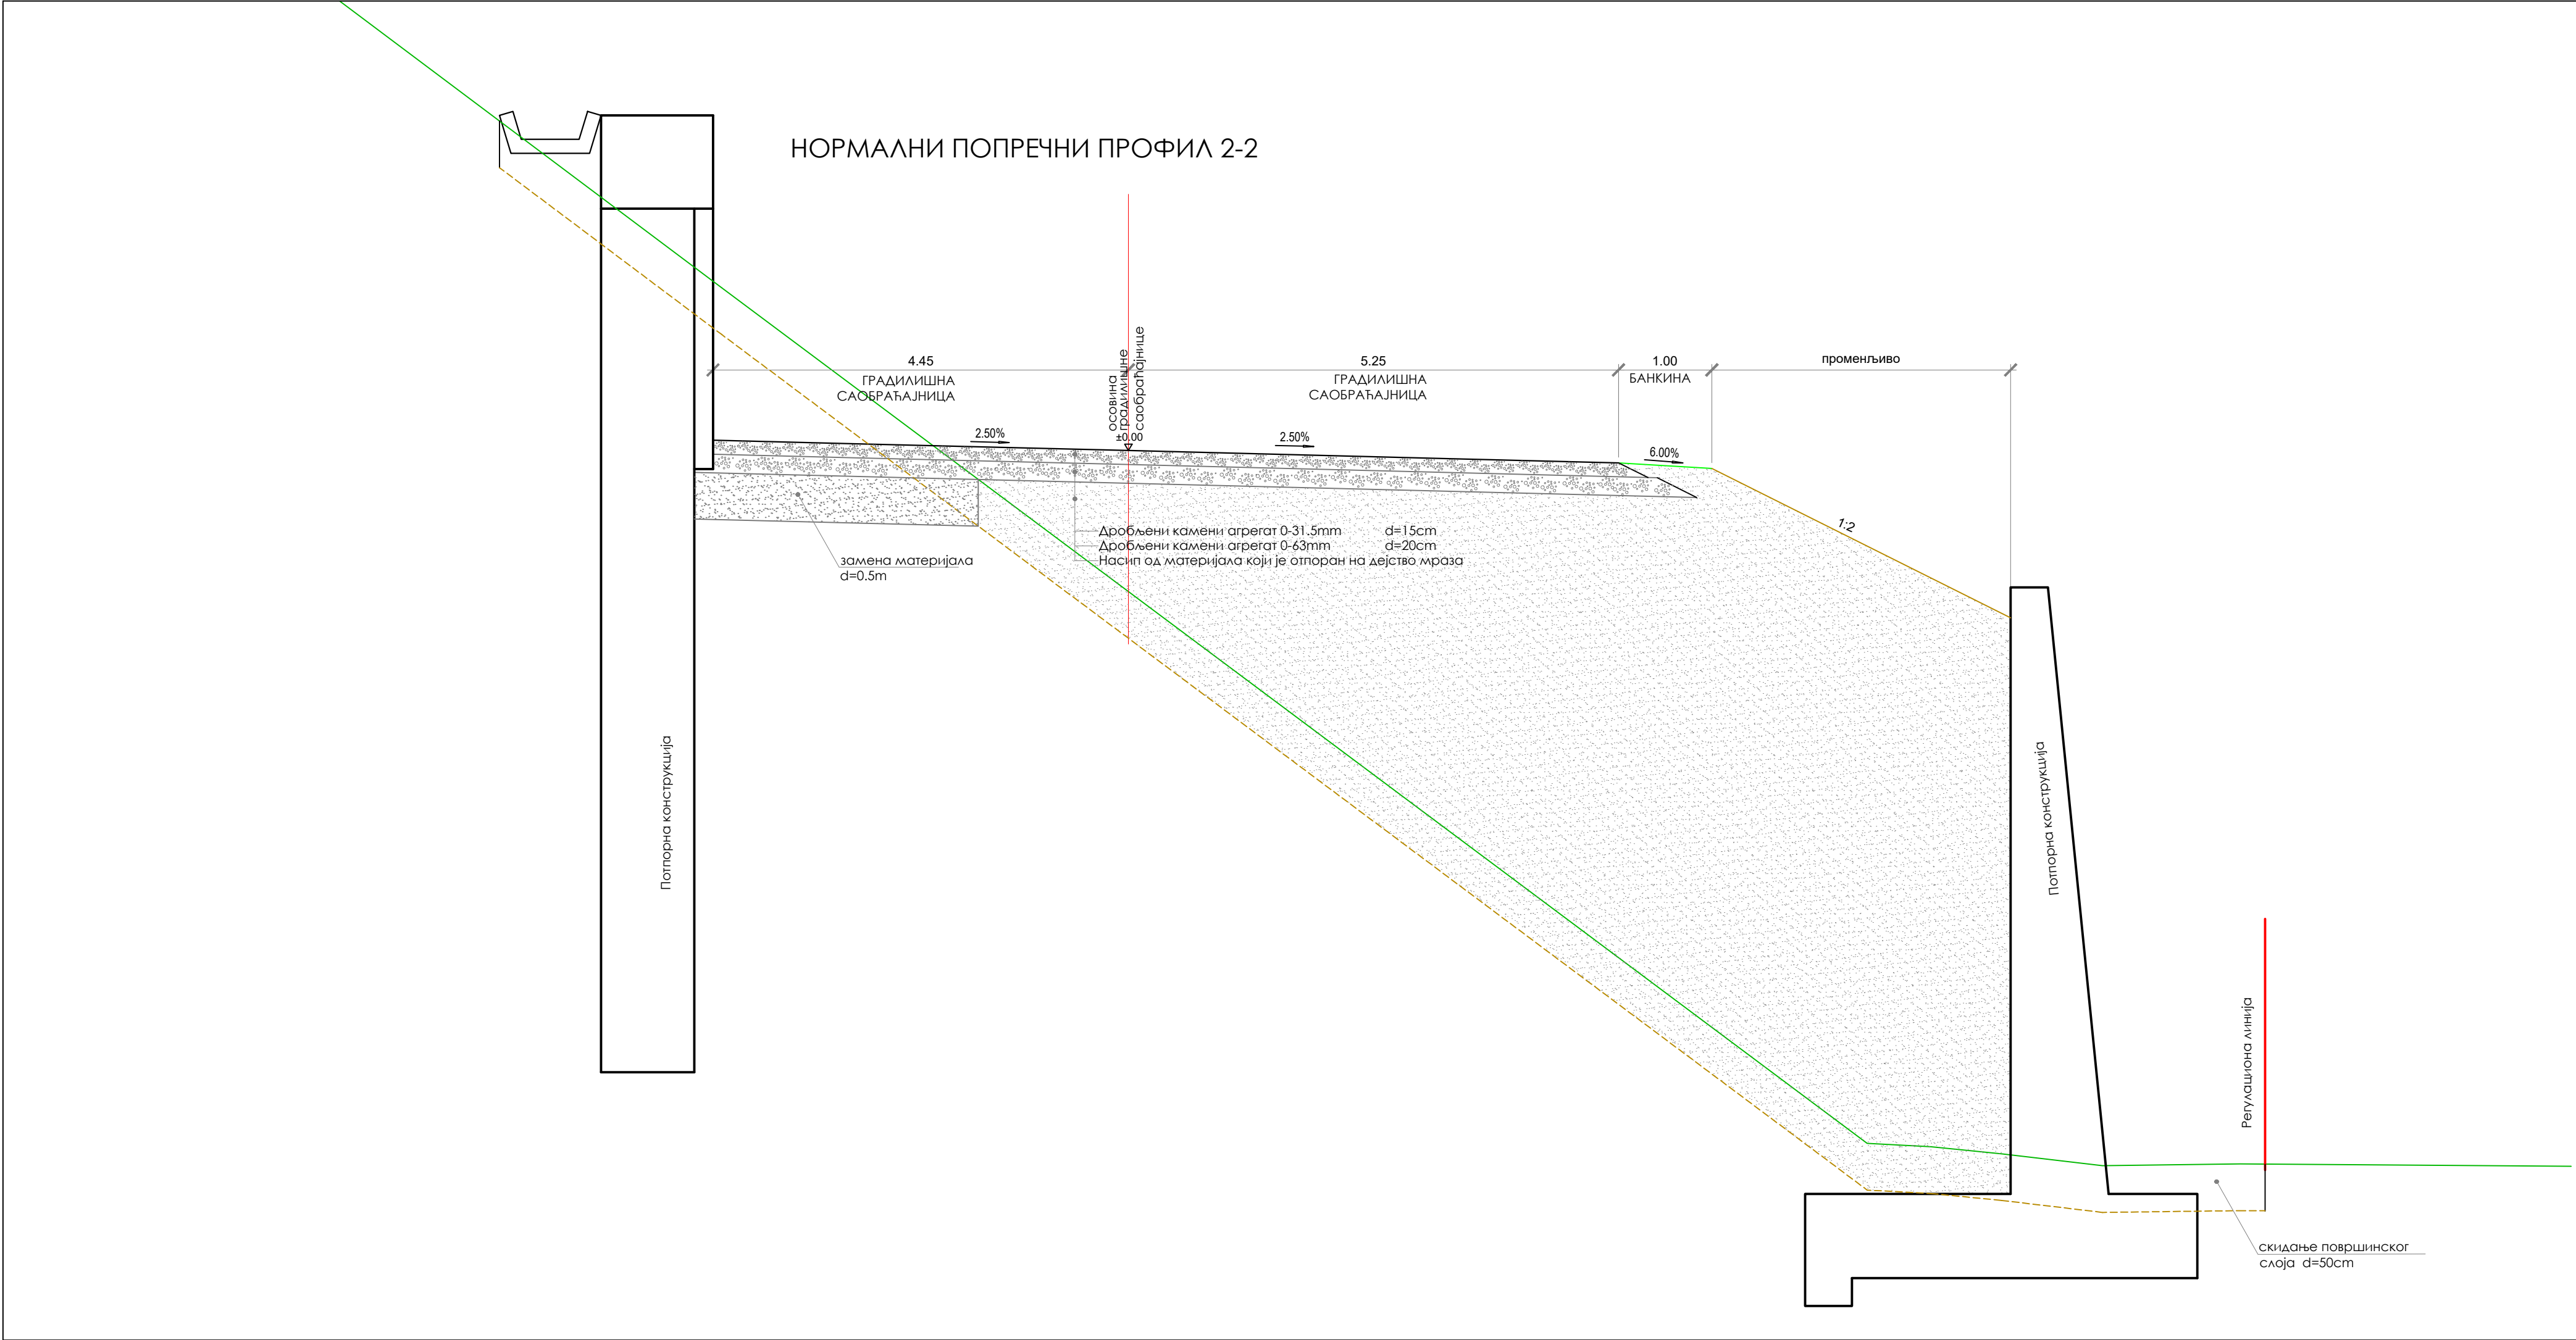 НОРМАЛНИ ПОПРЕЧНИ ПРОФИЛ 2-2
4.45
ГРАДИЛИШНА
САОБРАЋАЈНИЦА
осовина
градилишне
саобраћајнице
±0.00
5.25
ГРАДИЛИШНА
САОБРАЋАЈНИЦА
1.00
БАНКИНА
променљиво
2.50%
2.50%
6.00%
1:2
Дробљени камени агрегат 0-31.5mm d=15cm
Дробљени камени агрегат 0-63mm d=20cm
Насип од материјала који је отпоран на дејство мраза
замена материјала
d=0.5m
Потпорна конструкција
Потпорна конструкција
Регулациона линија
скидање површинског
слоја d=50cm